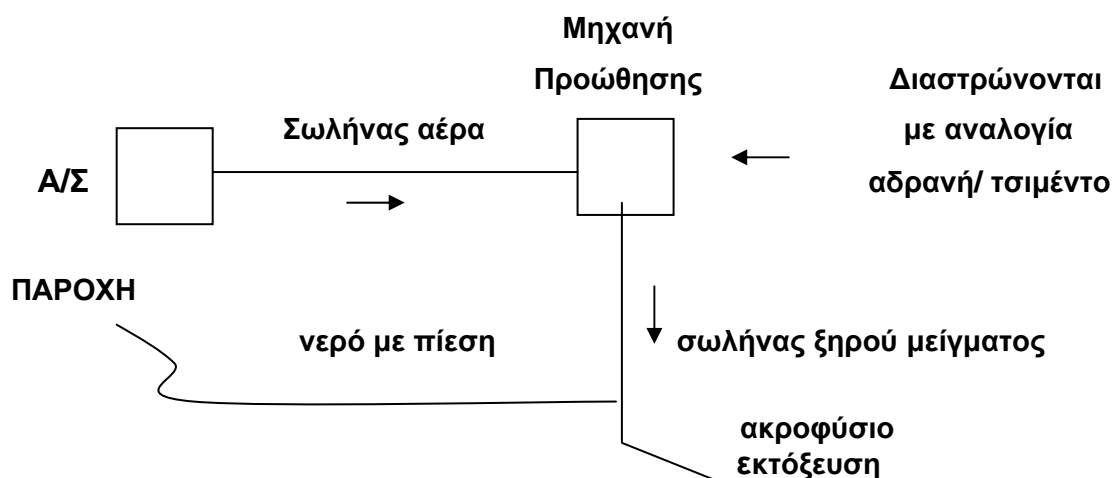 Μηχανή
Προώθησης
Διαστρώνονται
με αναλογία
αδρανή/ τσιμέντο
Σωλήνας αέρα
Α/Σ
ΠΑΡΟΧΗ
νερό με πίεση
σωλήνας ξηρού μείγματος
ακροφύσιο
εκτόξευση